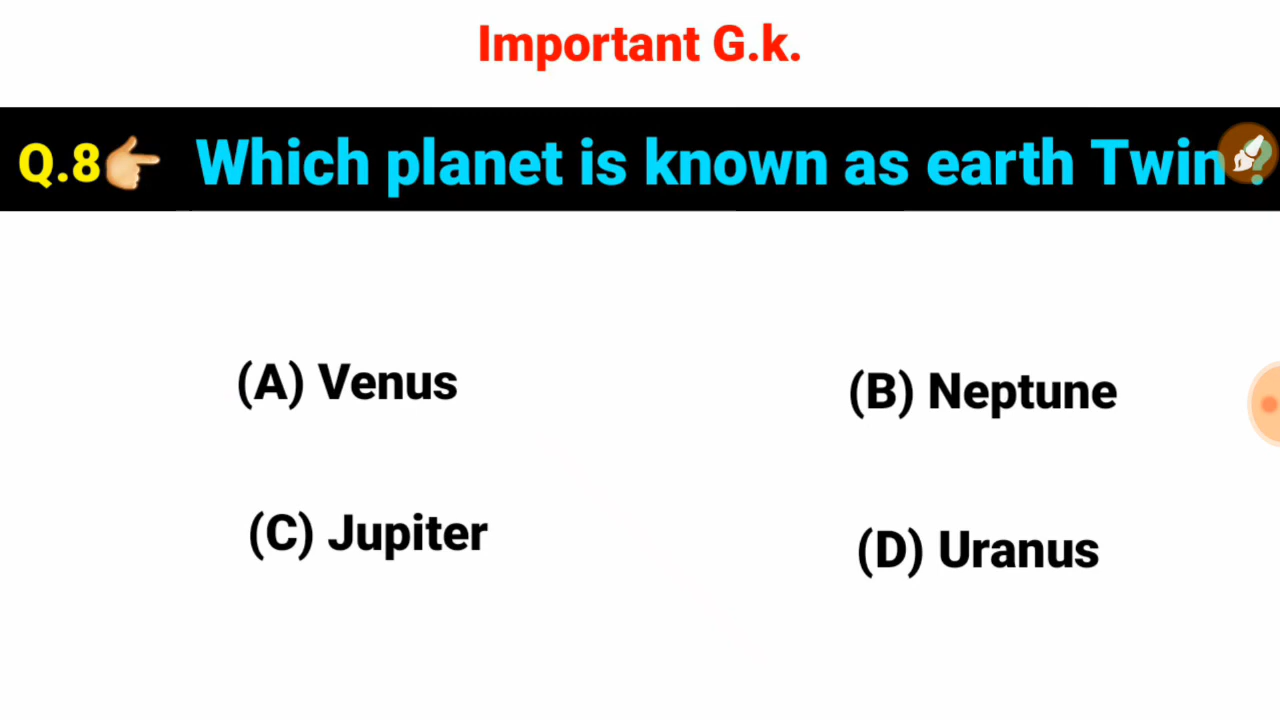 Important G.k.
Q.8 Which planet is known as earth Twin ?
(A) Venus
(B) Neptune
(C) Jupiter
(D) Uranus